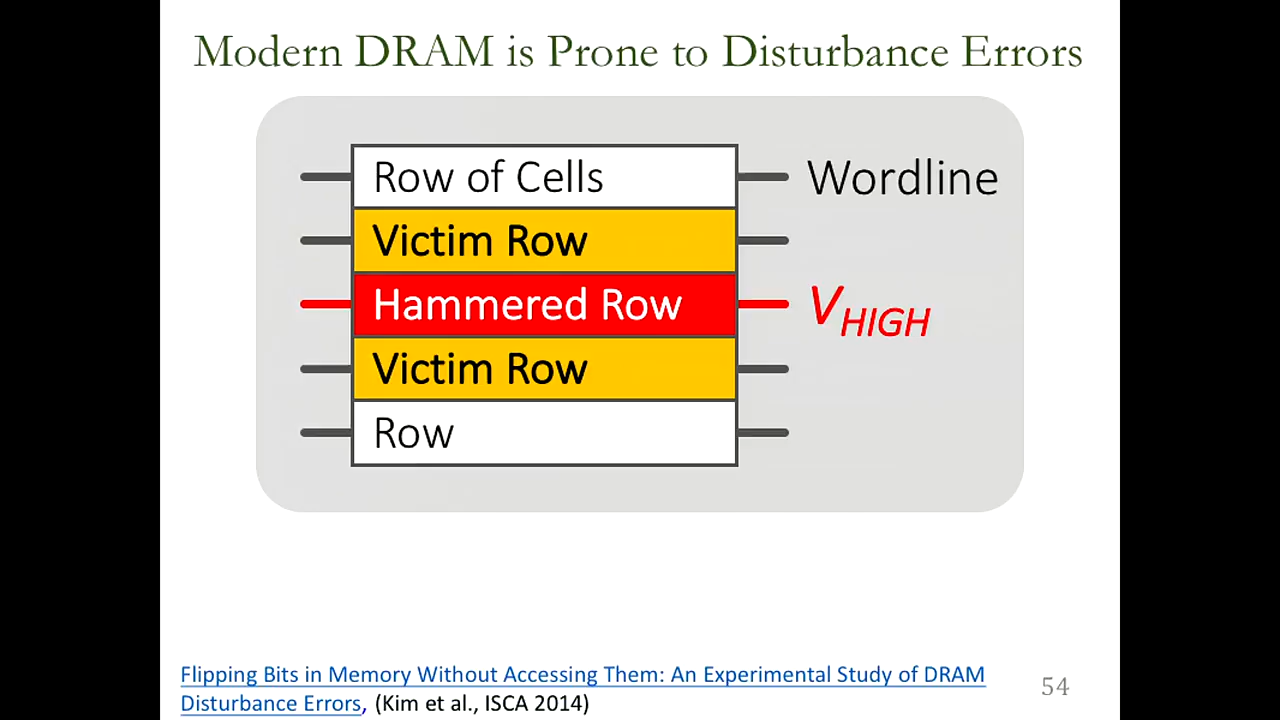 Modern DRAM is Prone to Disturbance Errors
Row of Cells
Wordline
Victim Row
Hammered Row
VHIGH
Victim Row
Row
Flipping Bits in Memory Without Accessing Them: An Experimental Study of DRAM
Disturbance Errors, (Kim et al., ISCA 2014)
54